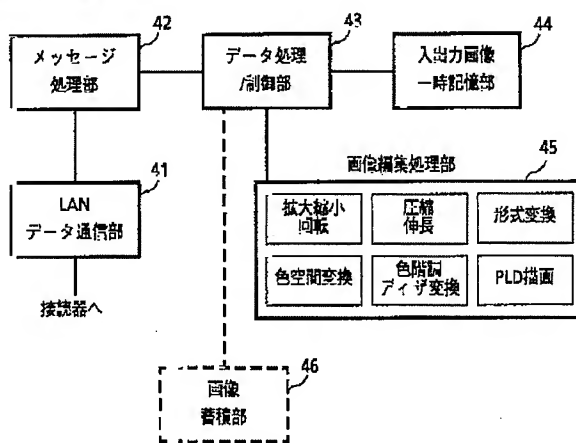 42
メッセージ
処理部
43
データ処理
/制御部
44
入出力画像
一時記憶部
41
LAN
データ通信部
接続器へ
画像編集処理部
45
拡大縮小
回転
圧縮
伸長
形式変換
色空間変換
色階調
ディザ変換
PLD描画
46
画像
蓄積部